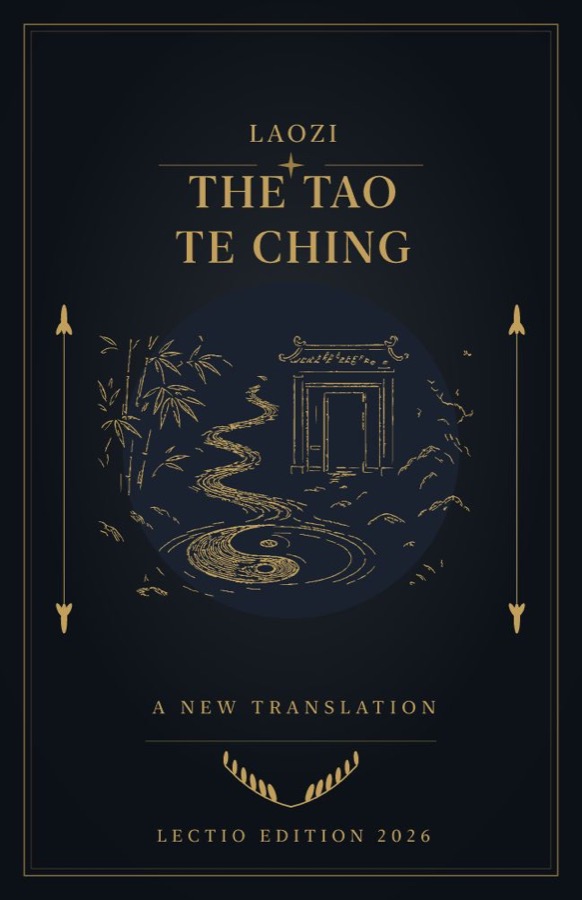 LAOZI
THE TAO
TE CHING
A NEW TRANSLATION
LECTIO EDITION 2026